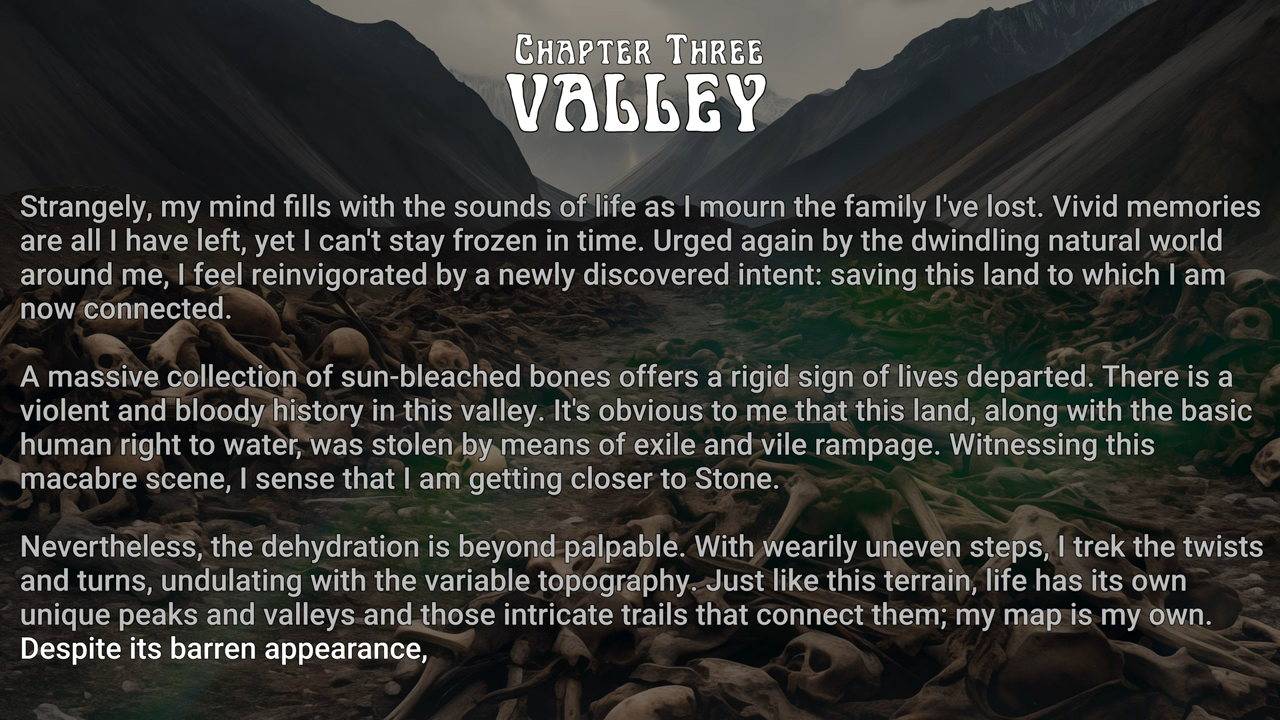 Chapter Three
VALLEY
Strangely, my mind fills with the sounds of life as I mourn the family I've lost. Vivid memories
are all I have left, yet I can't stay frozen in time. Urged again by the dwindling natural world
around me, I feel reinvigorated by a newly discovered intent: saving this land to which I am
now connected.
A massive collection of sun-bleached bones offers a rigid sign of lives departed. There is a
violent and bloody history in this valley. It's obvious to me that this land, along with the basic
human right to water, was stolen by means of exile and vile rampage. Witnessing this
macabre scene, I sense that I am getting closer to Stone.
Nevertheless, the dehydration is beyond palpable. With wearily uneven steps, I trek the twists
and turns, undulating with the variable topography. Just like this terrain, life has its own
unique peaks and valleys and those intricate trails that connect them; my map is my own.
Despite its barren appearance,